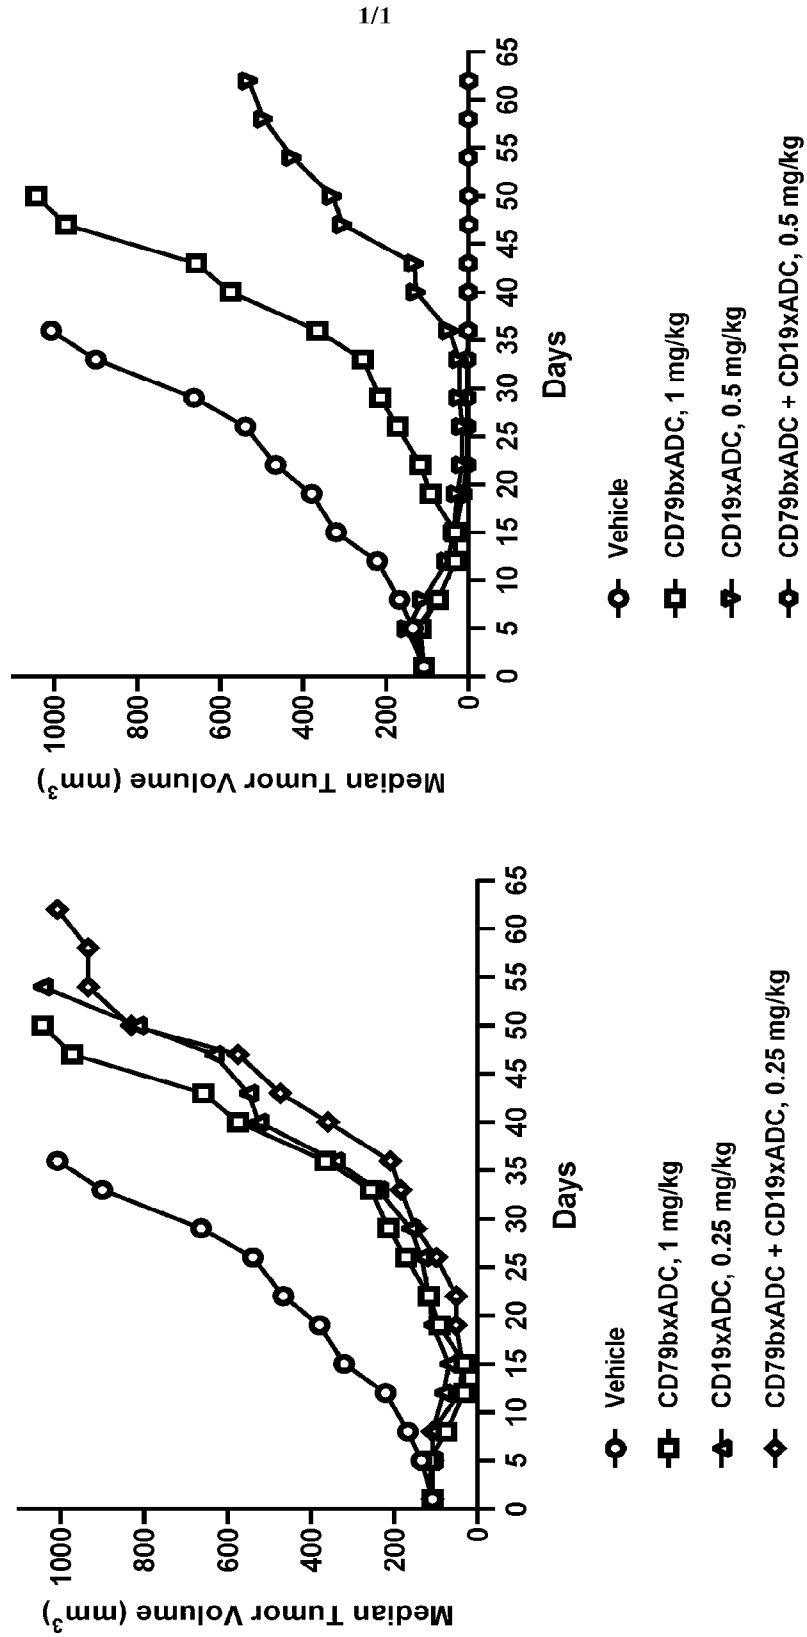 1/1
Median Tumor Volume (mm³)
1000
800
600
400
200
0
0 5 10 15 20 25 30 35 40 45 50 55 60 65
Days
Vehicle
CD79bxADC, 1 mg/kg
CD19xADC, 0.25 mg/kg
CD79bxADC + CD19xADC, 0.25 mg/kg
Median Tumor Volume (mm³)
1000
800
600
400
200
0
0 5 10 15 20 25 30 35 40 45 50 55 60 65
Days
Vehicle
CD79bxADC, 1 mg/kg
CD19xADC, 0.5 mg/kg
CD79bxADC + CD19xADC, 0.5 mg/kg